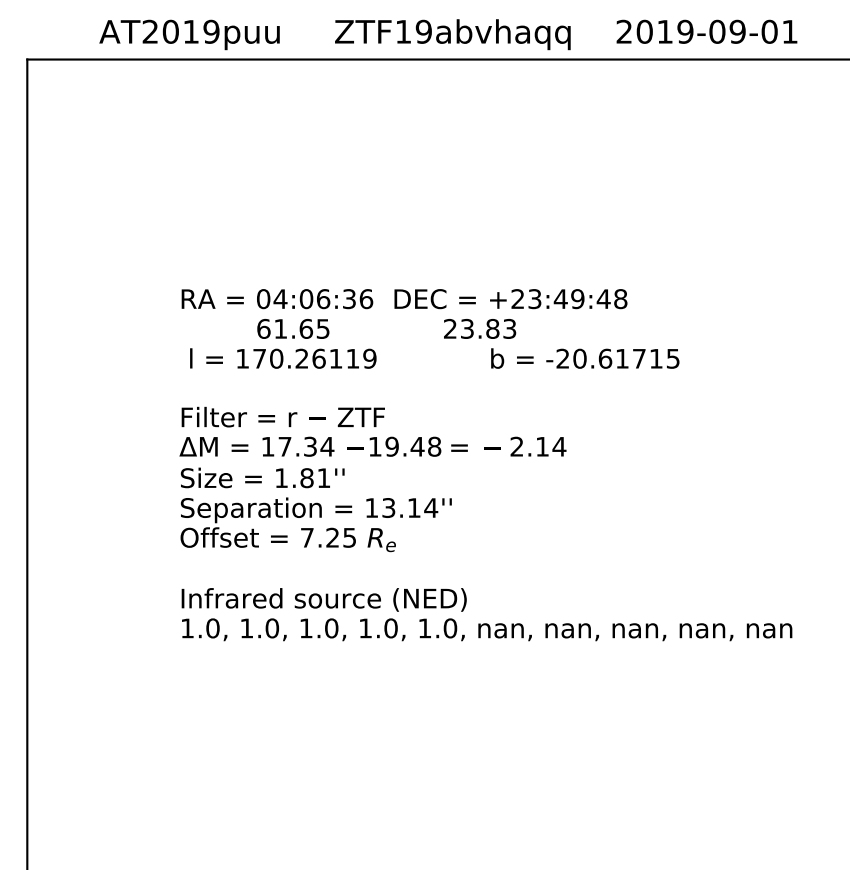 AT2019puu ZTF19abvhaqq 2019-09-01
RA = 04:06:36 DEC = +23:49:48
61.65 23.83
l = 170.26119 b = -20.61715
Filter = r − ZTF
ΔM = 17.34 −19.48 = −2.14
Size = 1.81''
Separation = 13.14''
Offset = 7.25 Rₑ
Infrared source (NED)
1.0, 1.0, 1.0, 1.0, 1.0, nan, nan, nan, nan, nan